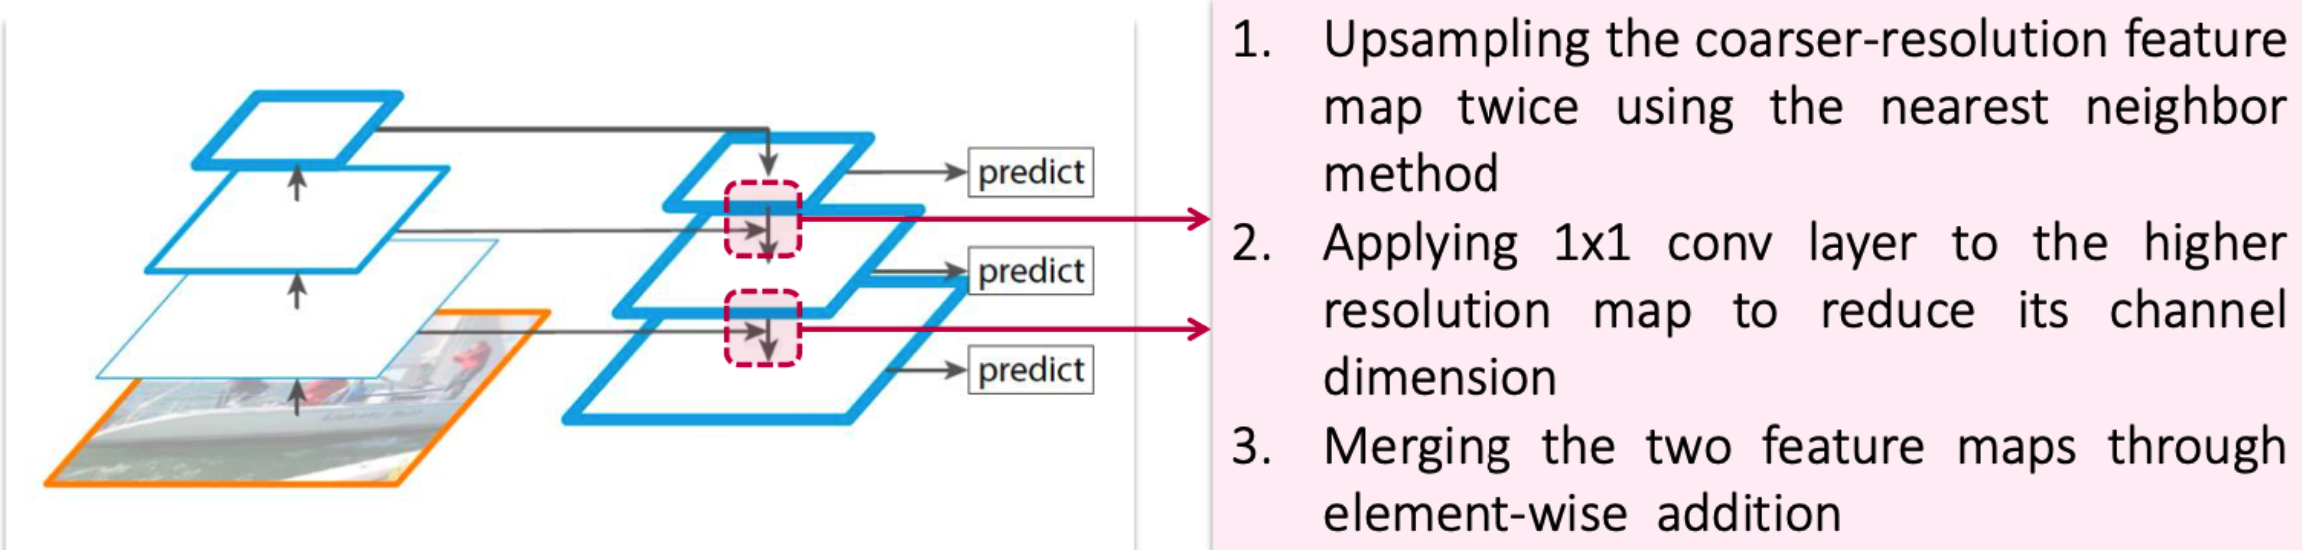 predict
predict
predict
1. Upsampling the coarser-resolution feature
map twice using the nearest neighbor
method
2. Applying 1x1 conv layer to the higher
resolution map to reduce its channel
dimension
3. Merging the two feature maps through
element-wise addition